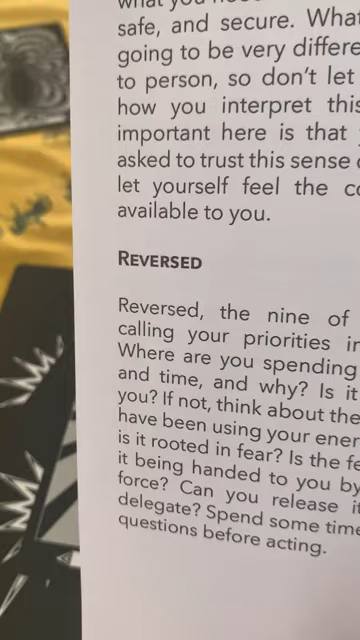 what you need
safe, and secure. What
going to be very differe
to person, so don't let
how you interpret this
important here is that
asked to trust this sense
let yourself feel the co
available to you.
REVERSED
Reversed, the nine of
calling your priorities in
Where are you spending
and time, and why? Is it
you? If not, think about the
have been using your ener
is it rooted in fear? Is the fe
it being handed to you by
force? Can you release it
delegate? Spend some time
questions before acting.